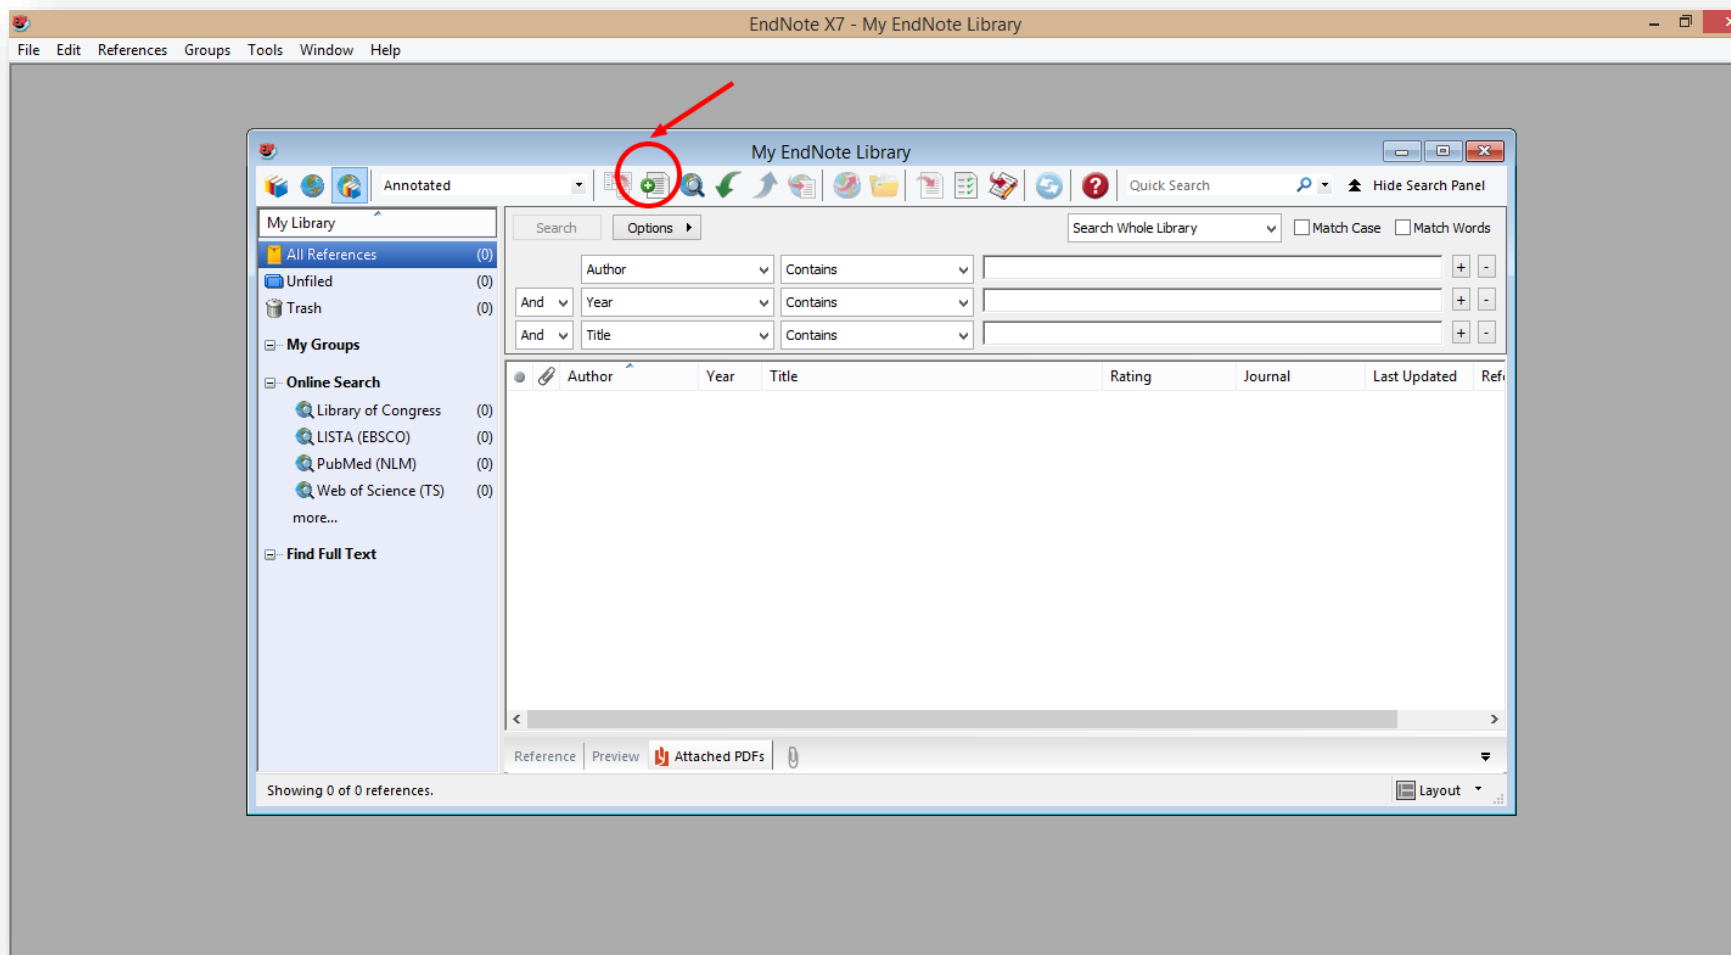 EndNote X7 - My EndNote Library
File Edit References Groups Tools Window Help
My EndNote Library
Annotated
Quick Search
Hide Search Panel
My Library
All References (0)
Unfiled (0)
Trash (0)
My Groups
Online Search
Library of Congress (0)
LISTA (EBSCO) (0)
PubMed (NLM) (0)
Web of Science (TS) (0)
more...
Find Full Text
Search Options Search Whole Library Match Case Match Words
Author Contains + -
And Year Contains + -
And Title Contains + -
Author Year Title Rating Journal Last Updated
Reference Preview Attached PDFs
Showing 0 of 0 references.
Layout